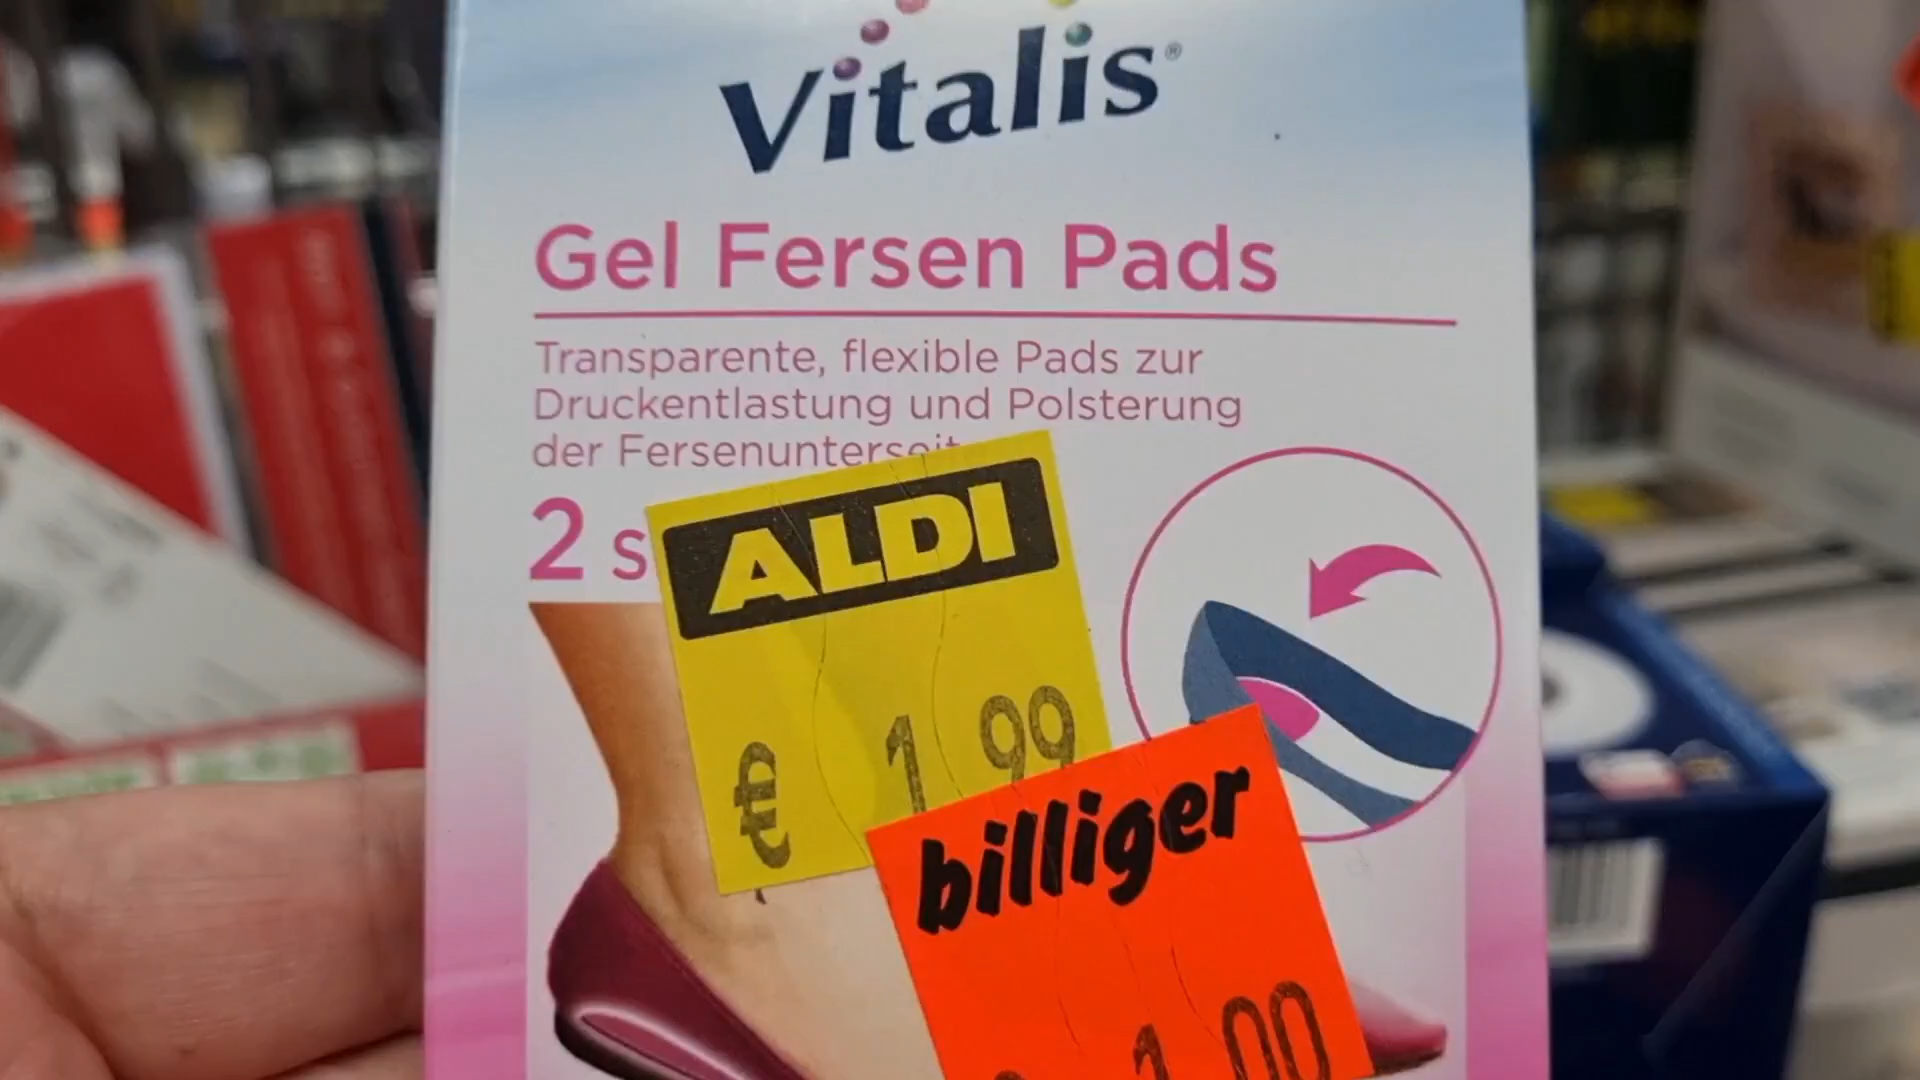 Vitalis®
Gel Fersen Pads
Transparente, flexible Pads zur
Druckentlastung und Polsterung
der Fersenunterseit
2 s
ALDI
€ 1 99
billiger
1 00